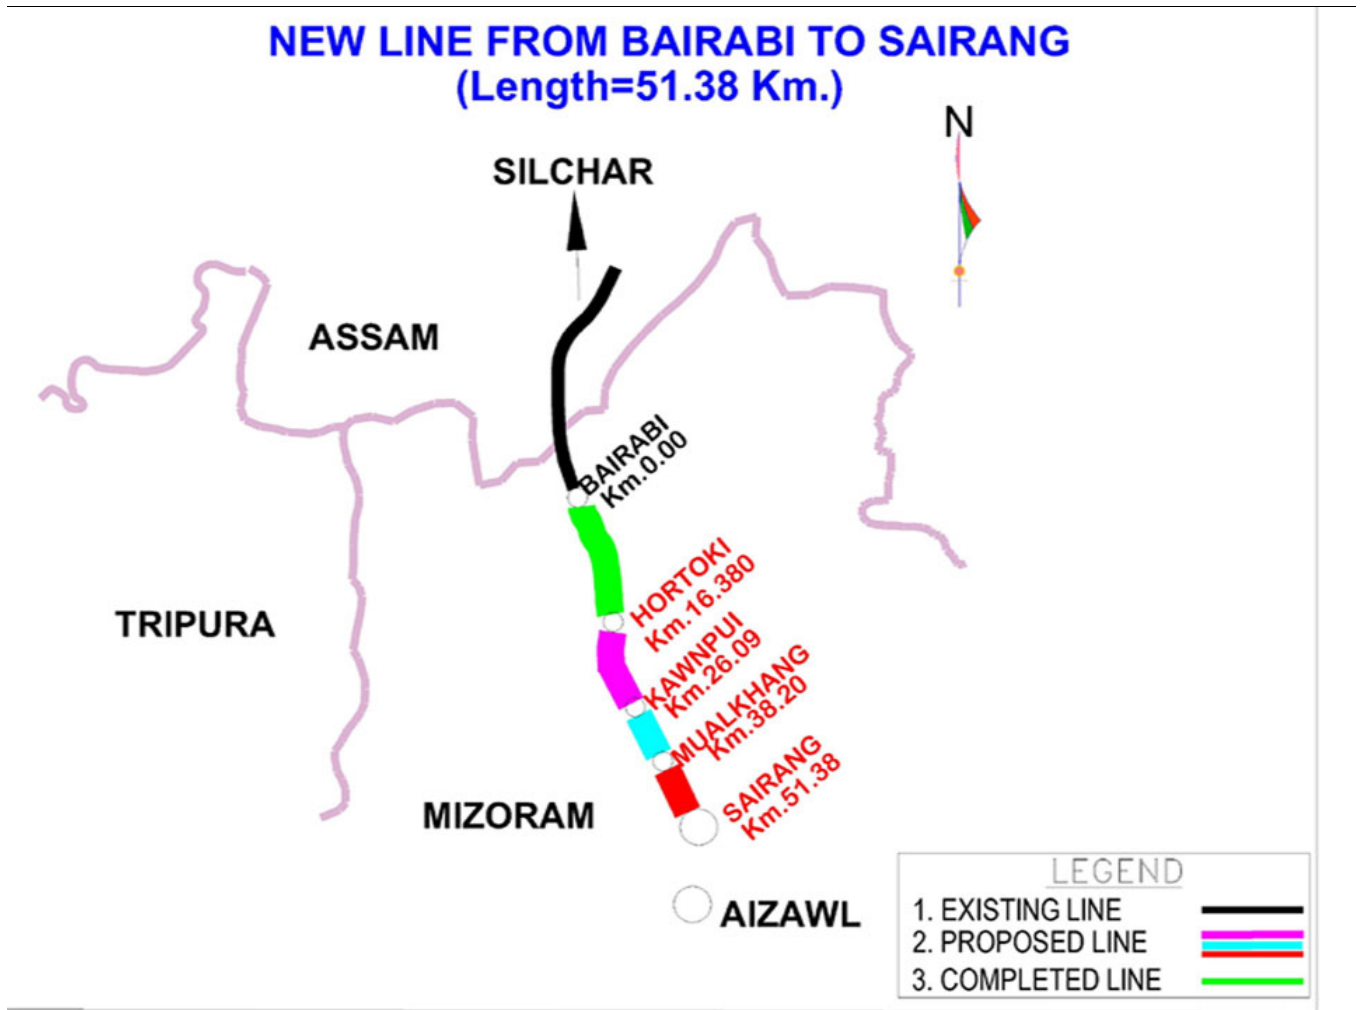 NEW LINE FROM BAIRABI TO SAIRANG
(Length=51.38 Km.)
N
SILCHAR
ASSAM
BAIRABI
Km.0.00
HORTOKI
Km.16.380
TRIPURA
KAWNPUI
Km.26.09
MUALKHANG
Km.38.20
SAIRANG
Km.51.38
MIZORAM
AIZAWL
LEGEND
1. EXISTING LINE
2. PROPOSED LINE
3. COMPLETED LINE